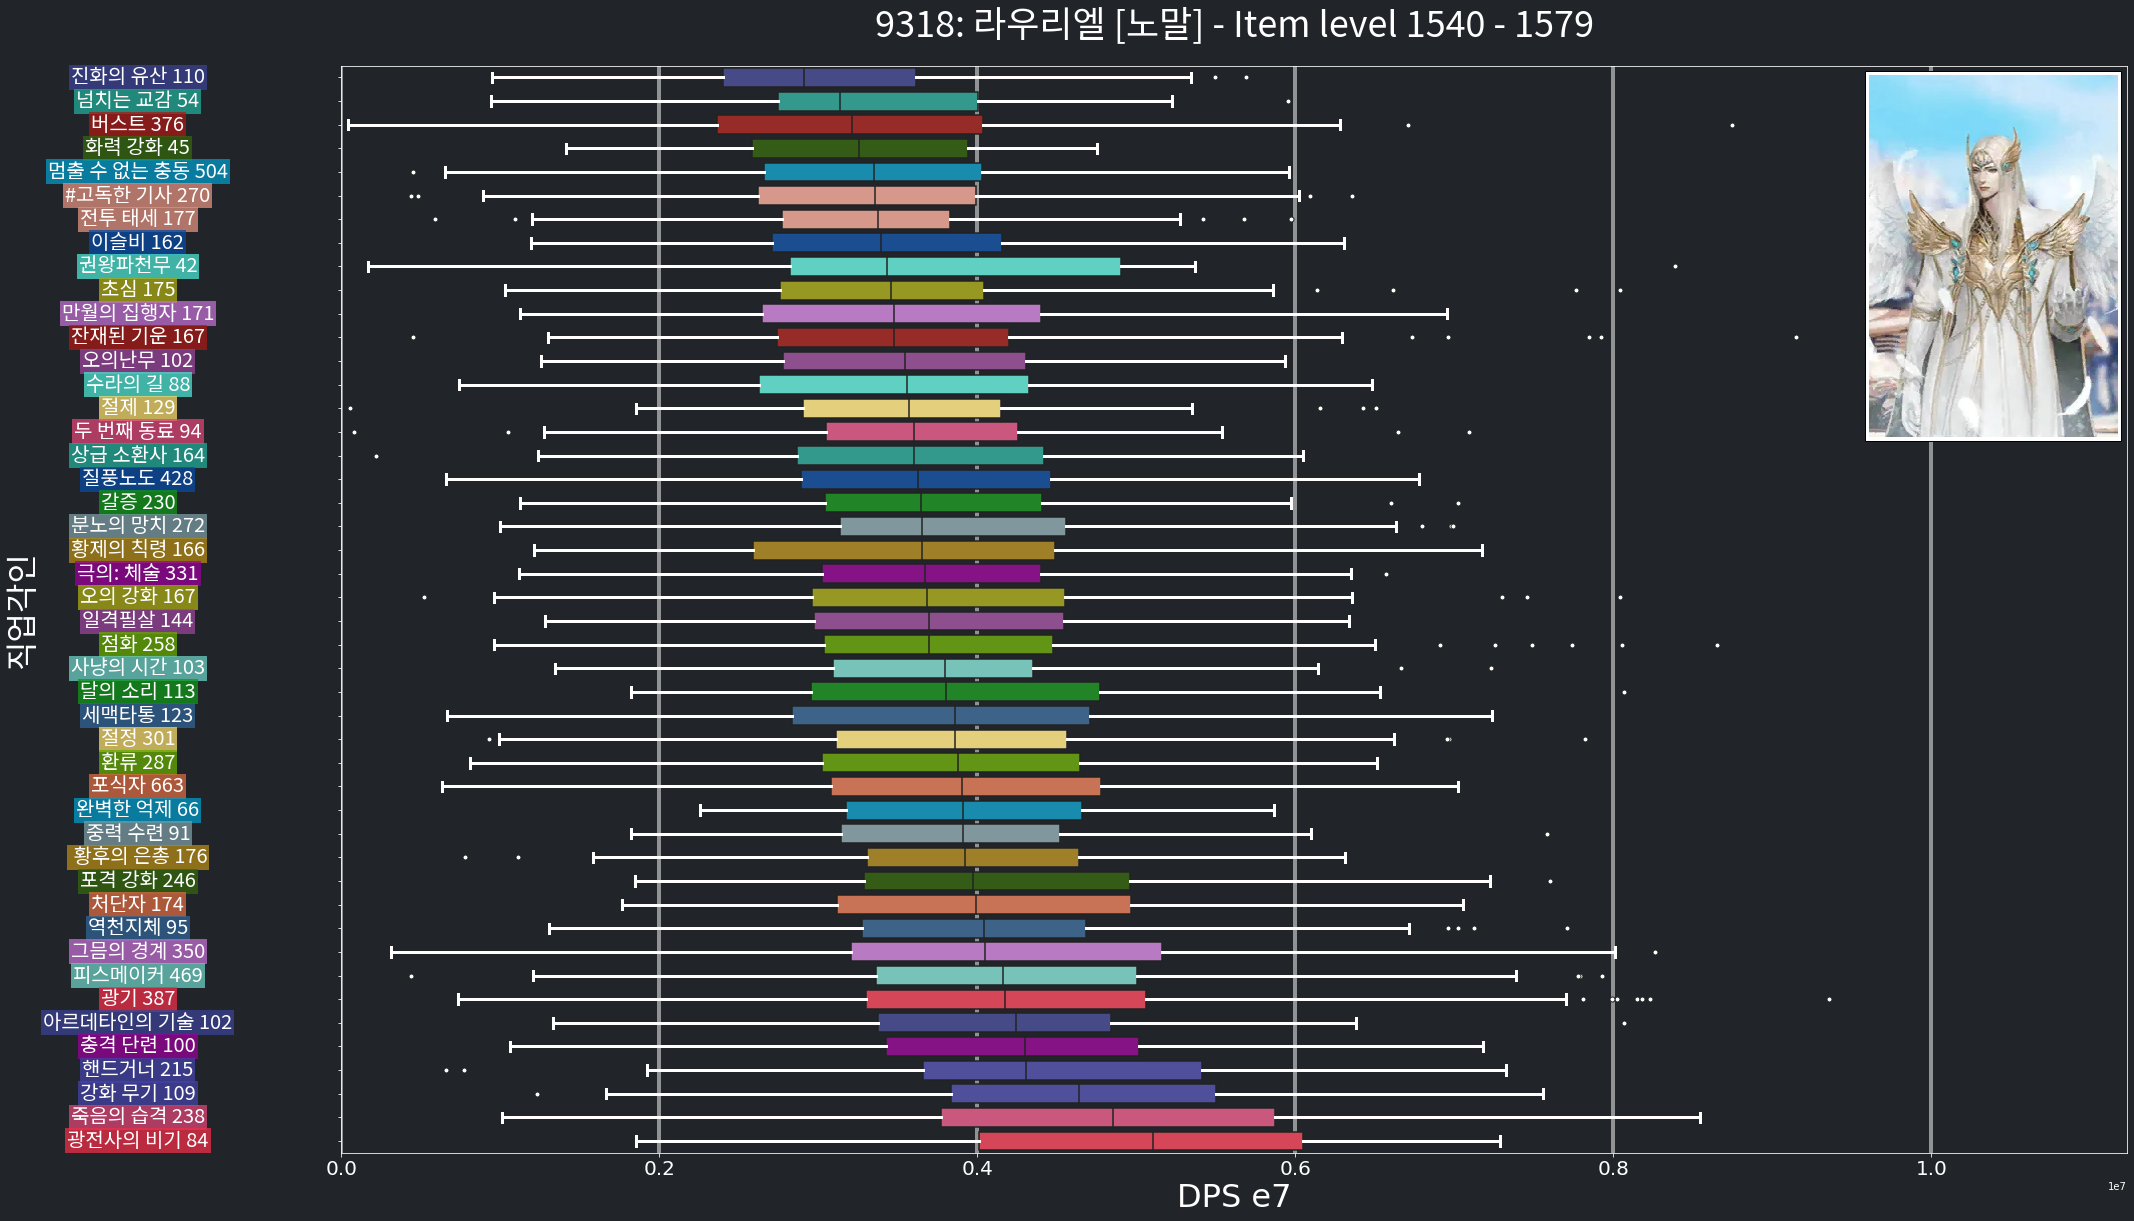 9318: 라우리엘 [노말] - Item level 1540 - 1579
진화의 유산 110
넘치는 교감 54
버스트 376
화력 강화 45
멈출 수 없는 충동 504
#고독한 기사 270
전투 태세 177
이슬비 162
권왕파천무 42
초심 175
만월의 집행자 171
잔재된 기운 167
오의난무 102
수라의 길 88
절제 129
두 번째 동료 94
상급 소환사 164
질풍노도 428
갈증 230
분노의 망치 272
황제의 칙령 166
극의: 체술 331
오의 강화 167
일격필살 144
점화 258
사냥의 시간 103
달의 소리 113
세맥타통 123
절정 301
환류 287
포식자 663
완벽한 억제 66
중력 수련 91
황후의 은총 176
포격 강화 246
처단자 174
역천지체 95
그믐의 경계 350
피스메이커 469
광기 387
아르데타인의 기술 102
충격 단련 100
핸드거너 215
강화 무기 109
죽음의 습격 238
광전사의 비기 84
직업각인
0.0 0.2 0.4 0.6 0.8 1.0
DPS e7
1e7